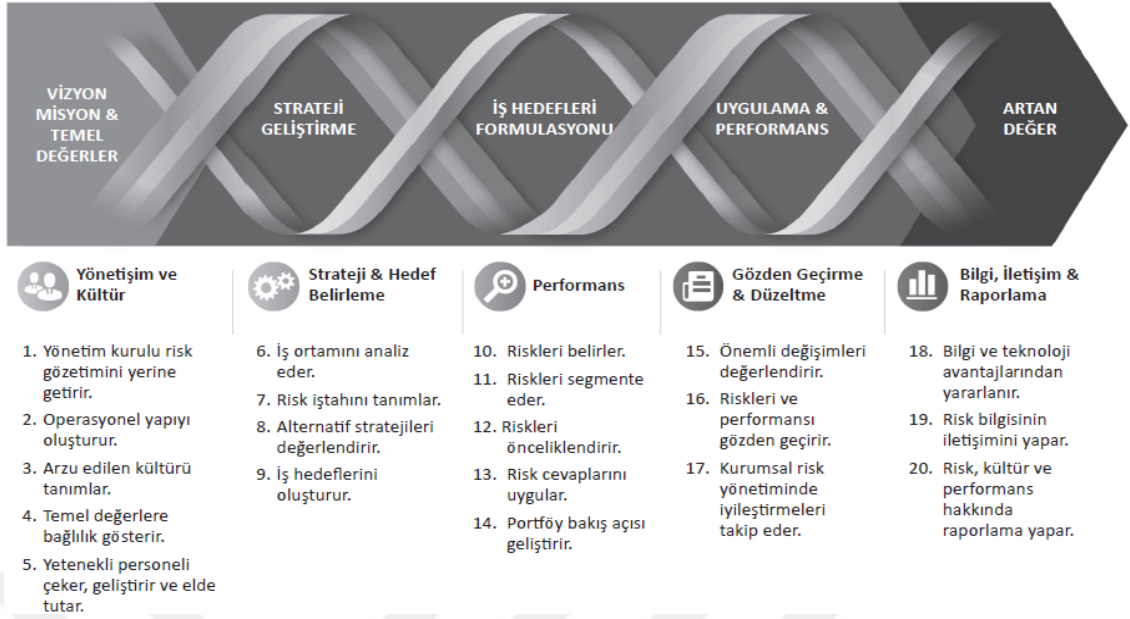 VİZYON
MİSYON &
TEMEL
DEĞERLER
STRATEJİ
GELİŞTİRME
İŞ HEDEFLERİ
FORMULASYONU
UYGULAMA &
PERFORMANS
ARTAN
DEĞER
Yönetişim ve
Kültür
1. Yönetim kurulu risk
gözetimini yerine
getirir.
2. Operasyonel yapıyı
oluşturur.
3. Arzu edilen kültürü
tanımlar.
4. Temel değerlere
bağlılık gösterir.
5. Yetenekli personeli
çeker, geliştirir ve elde
tutar.
Strateji & Hedef
Belirleme
6. İş ortamını analiz
eder.
7. Risk iştahını tanımlar.
8. Alternatif stratejileri
değerlendirir.
9. İş hedeflerini
oluşturur.
Performans
10. Riskleri belirler.
11. Riskleri segmente
eder.
12. Riskleri
önceliklendirir.
13. Risk cevaplarını
uygular.
14. Portföy bakış açısı
geliştirir.
Gözden Geçirme
& Düzeltme
15. Önemli değişimleri
değerlendirir.
16. Riskleri ve
performansı
gözden geçirir.
17. Kurumsal risk
yönetiminde
iyileştirmeleri
takip eder.
Bilgi, İletişim &
Raporlama
18. Bilgi ve teknoloji
avantajlarından
yararlanır.
19. Risk bilgisinin
iletişimini yapar.
20. Risk, kültür ve
performans
hakkında
raporlama yapar.